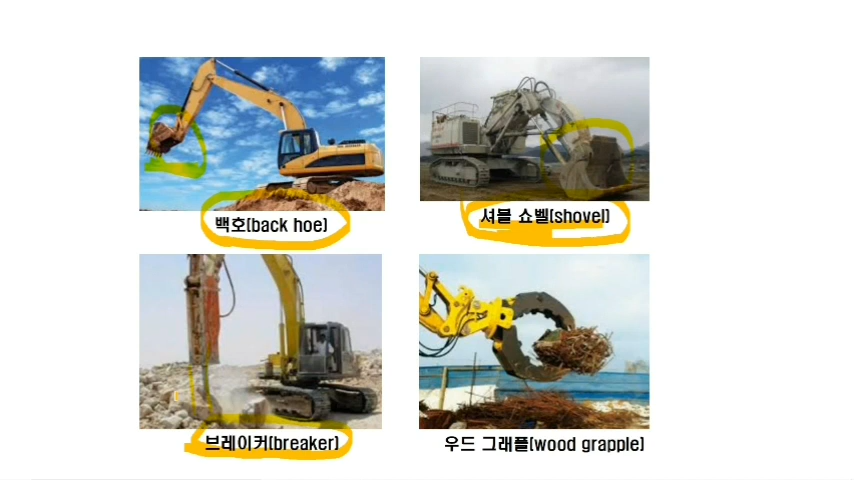 백호(back hoe)
셔블 쇼벨(shovel)
브레이커(breaker)
우드 그래플(wood grapple)